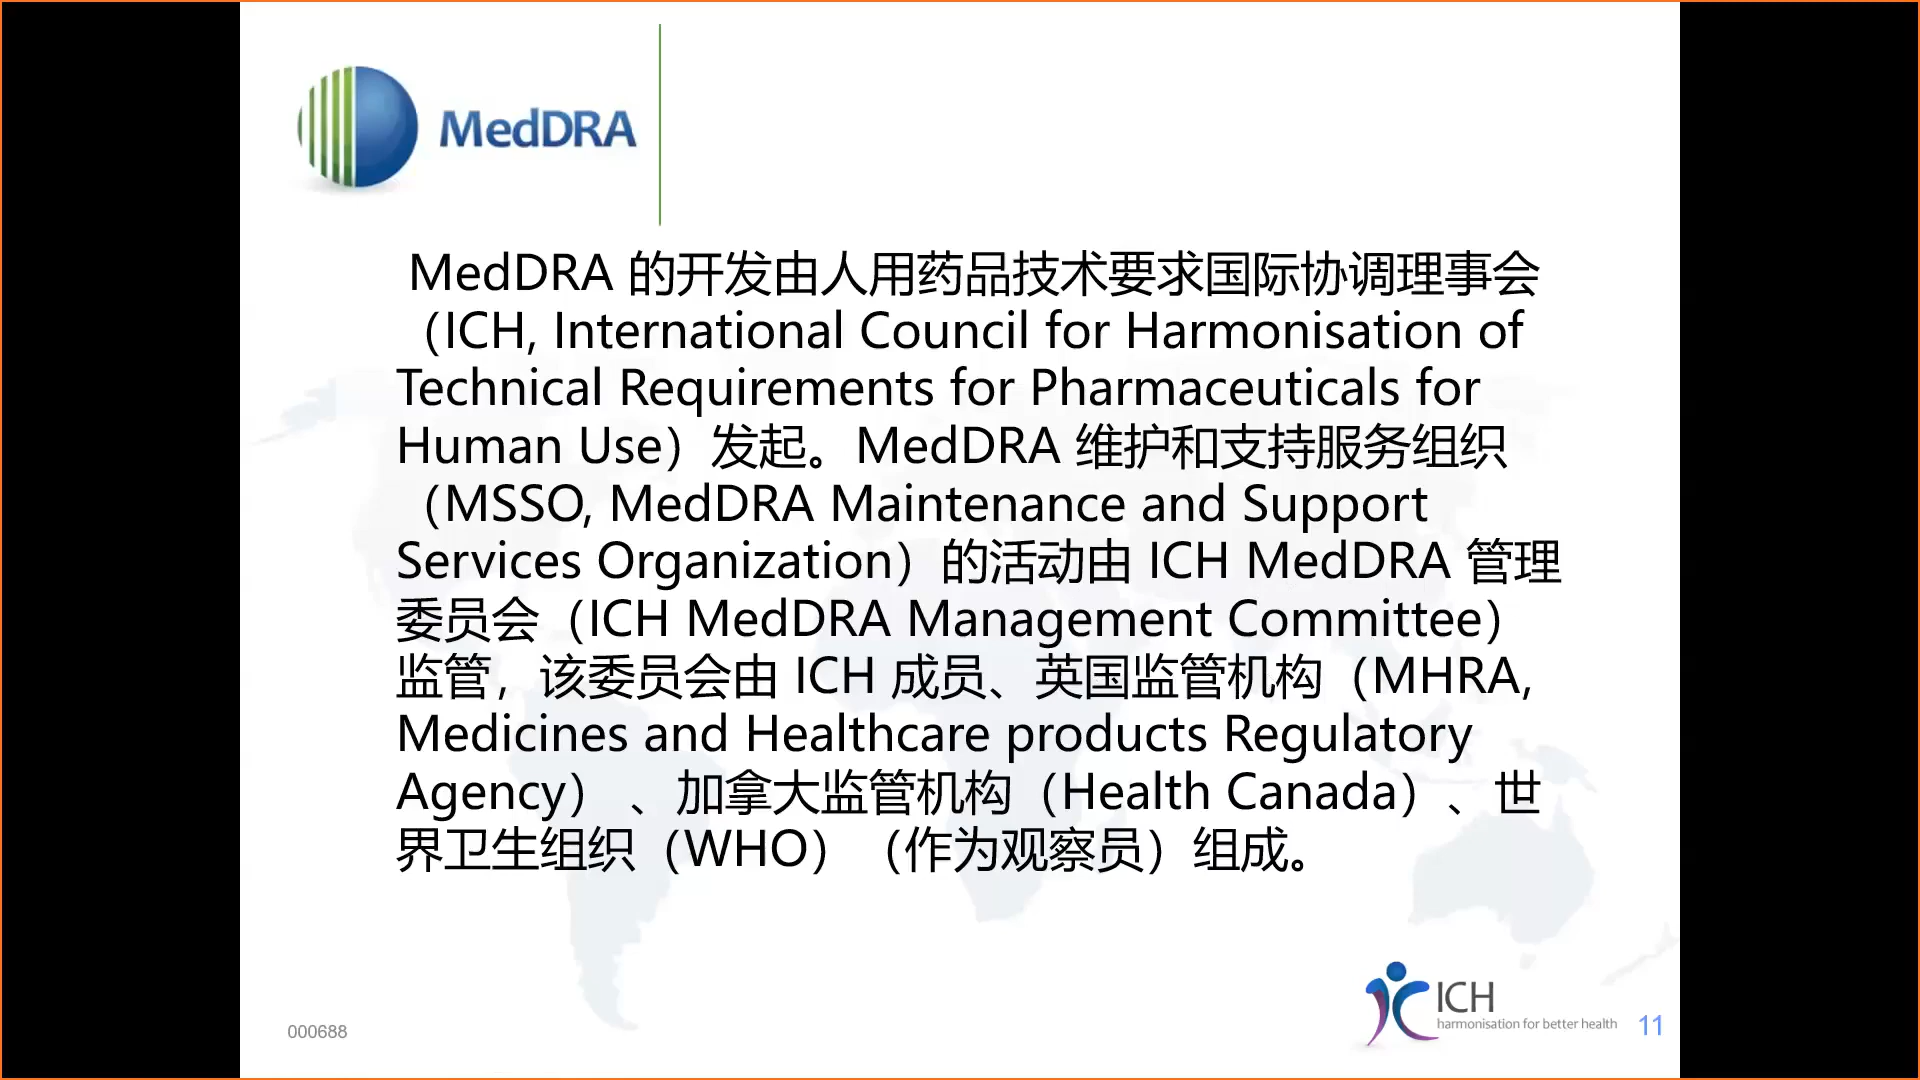 MedDRA
MedDRA 的开发由人用药品技术要求国际协调理事会
（ICH, International Council for Harmonisation of
Technical Requirements for Pharmaceuticals for
Human Use）发起。MedDRA 维护和支持服务组织
（MSSO, MedDRA Maintenance and Support
Services Organization）的活动由 ICH MedDRA 管理
委员会（ICH MedDRA Management Committee）
监管，该委员会由 ICH 成员、英国监管机构（MHRA,
Medicines and Healthcare products Regulatory
Agency） 、加拿大监管机构（Health Canada）、世
界卫生组织（WHO）（作为观察员）组成。
ICH
harmonisation for better health
000688
11